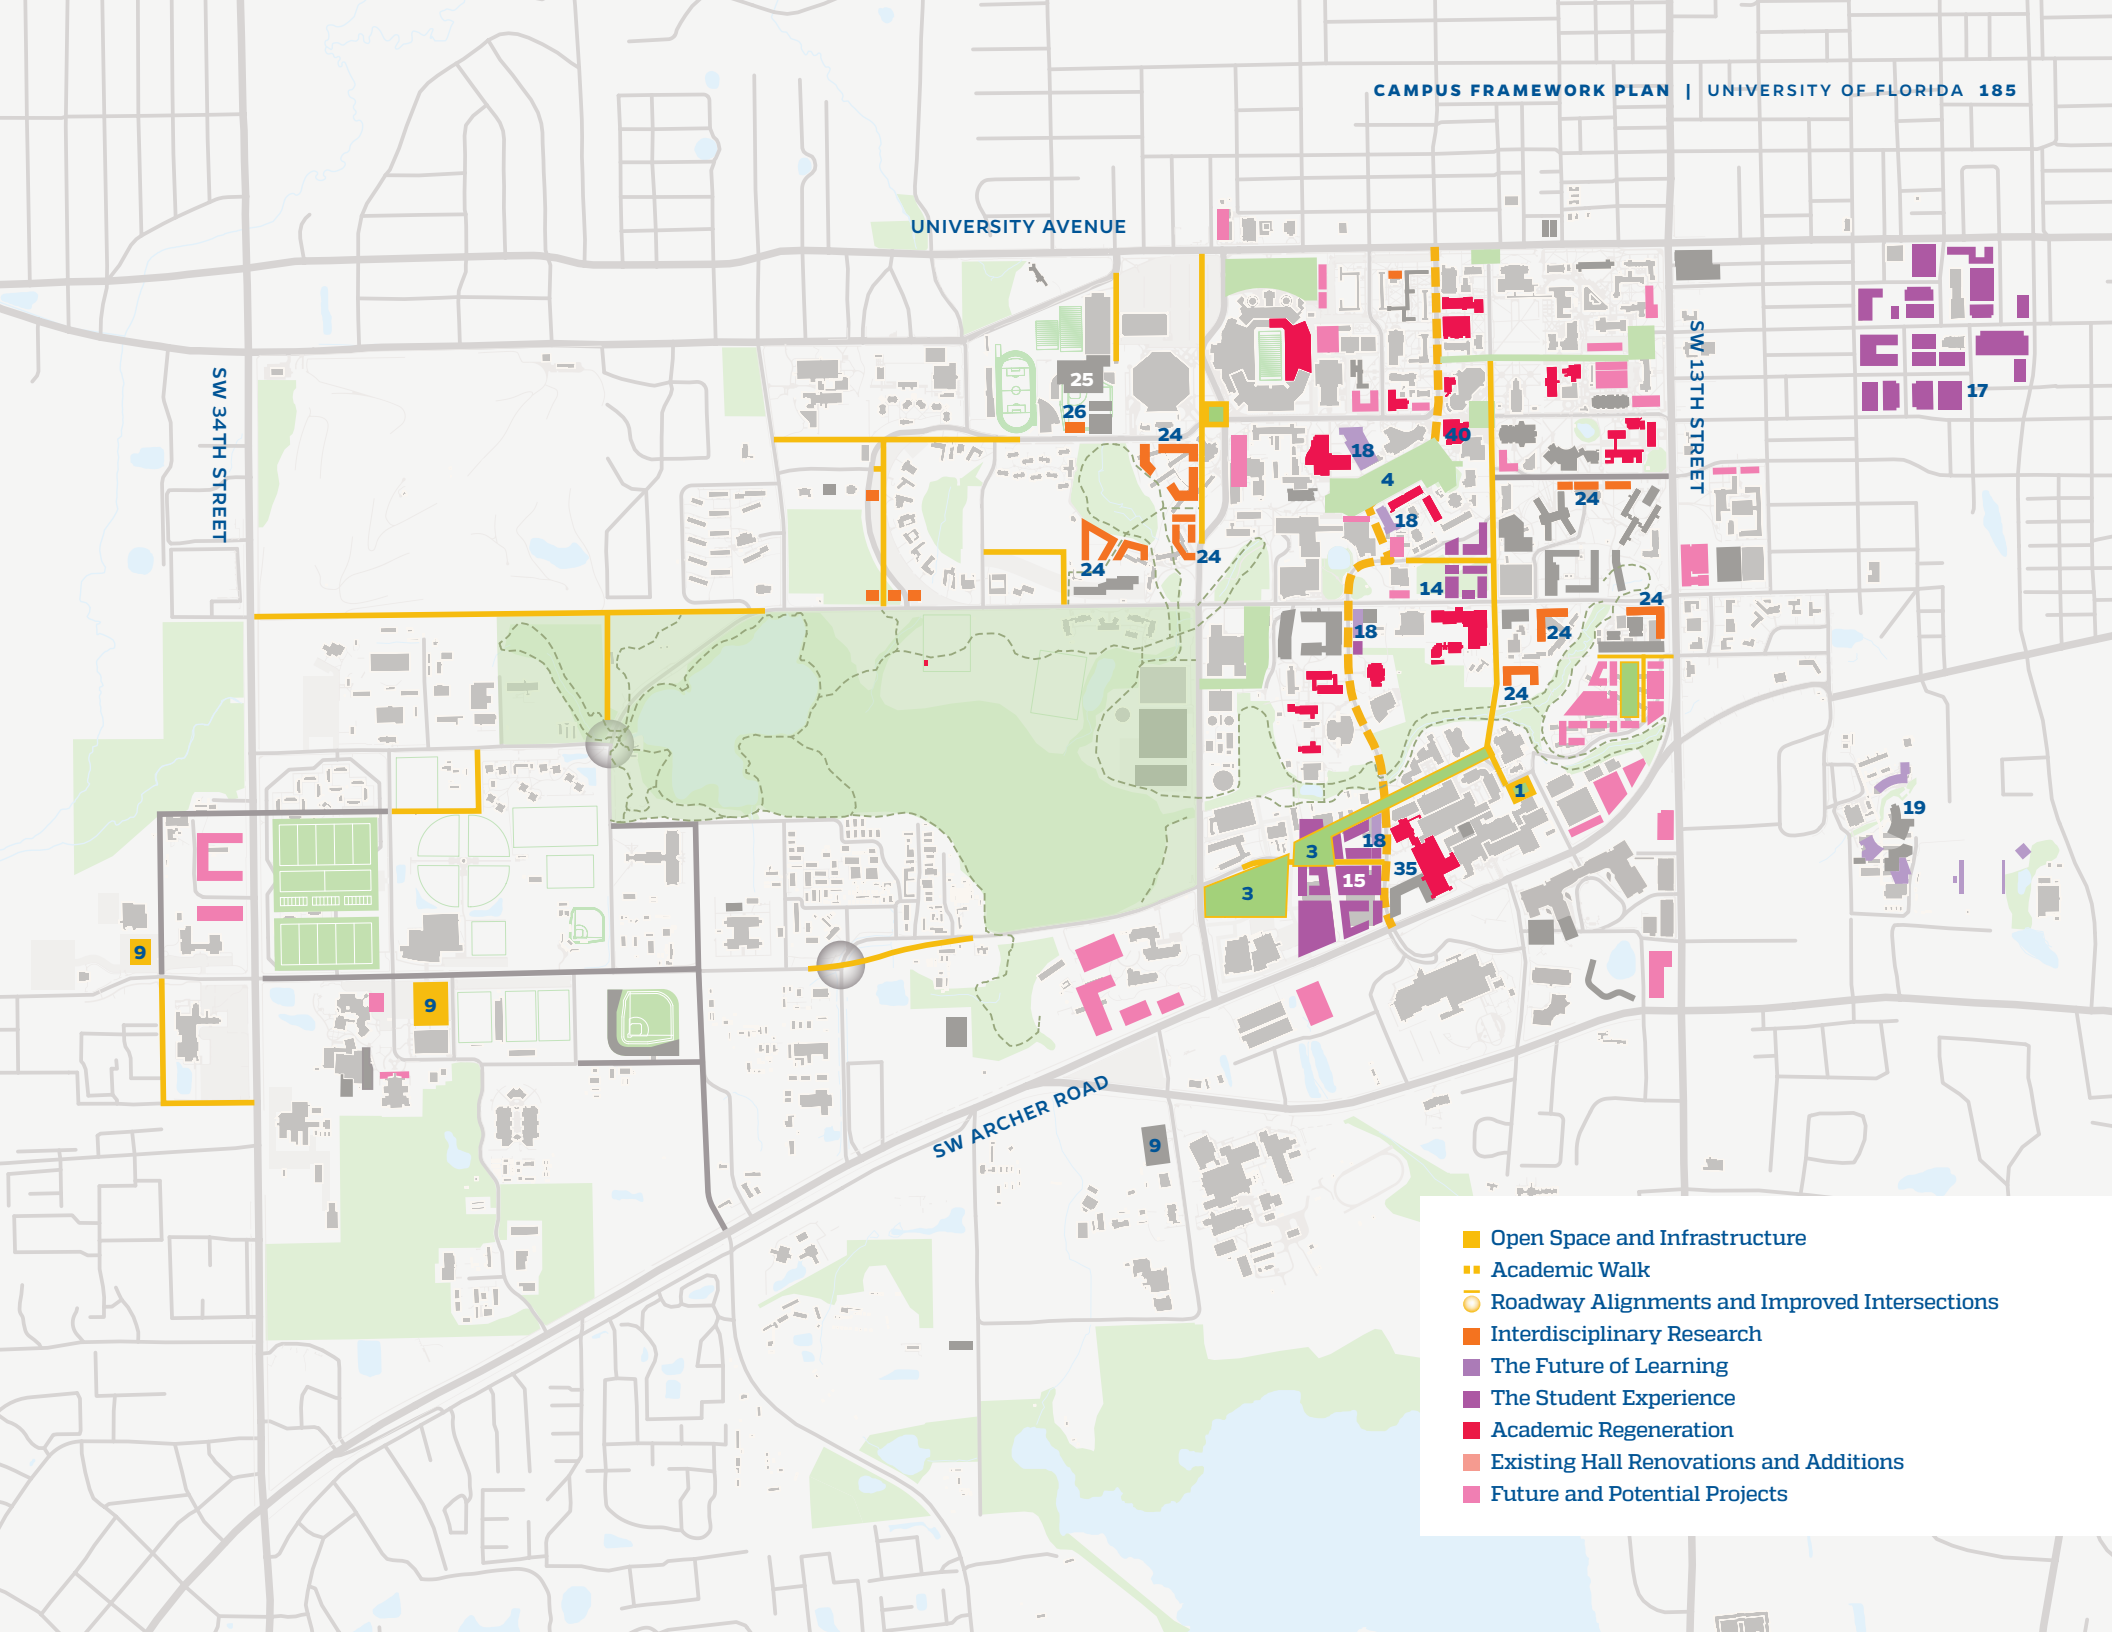 CAMPUS FRAMEWORK PLAN | UNIVERSITY OF FLORIDA 185
UNIVERSITY AVENUE
SW 34TH STREET
SW 13TH STREET
25
26
17
24
40
18
4
24
18
24
24
14
24
18
24
24
1
19
18
3
35
15
3
9
9
SW ARCHER ROAD
9
Open Space and Infrastructure
Academic Walk
Roadway Alignments and Improved Intersections
Interdisciplinary Research
The Future of Learning
The Student Experience
Academic Regeneration
Existing Hall Renovations and Additions
Future and Potential Projects